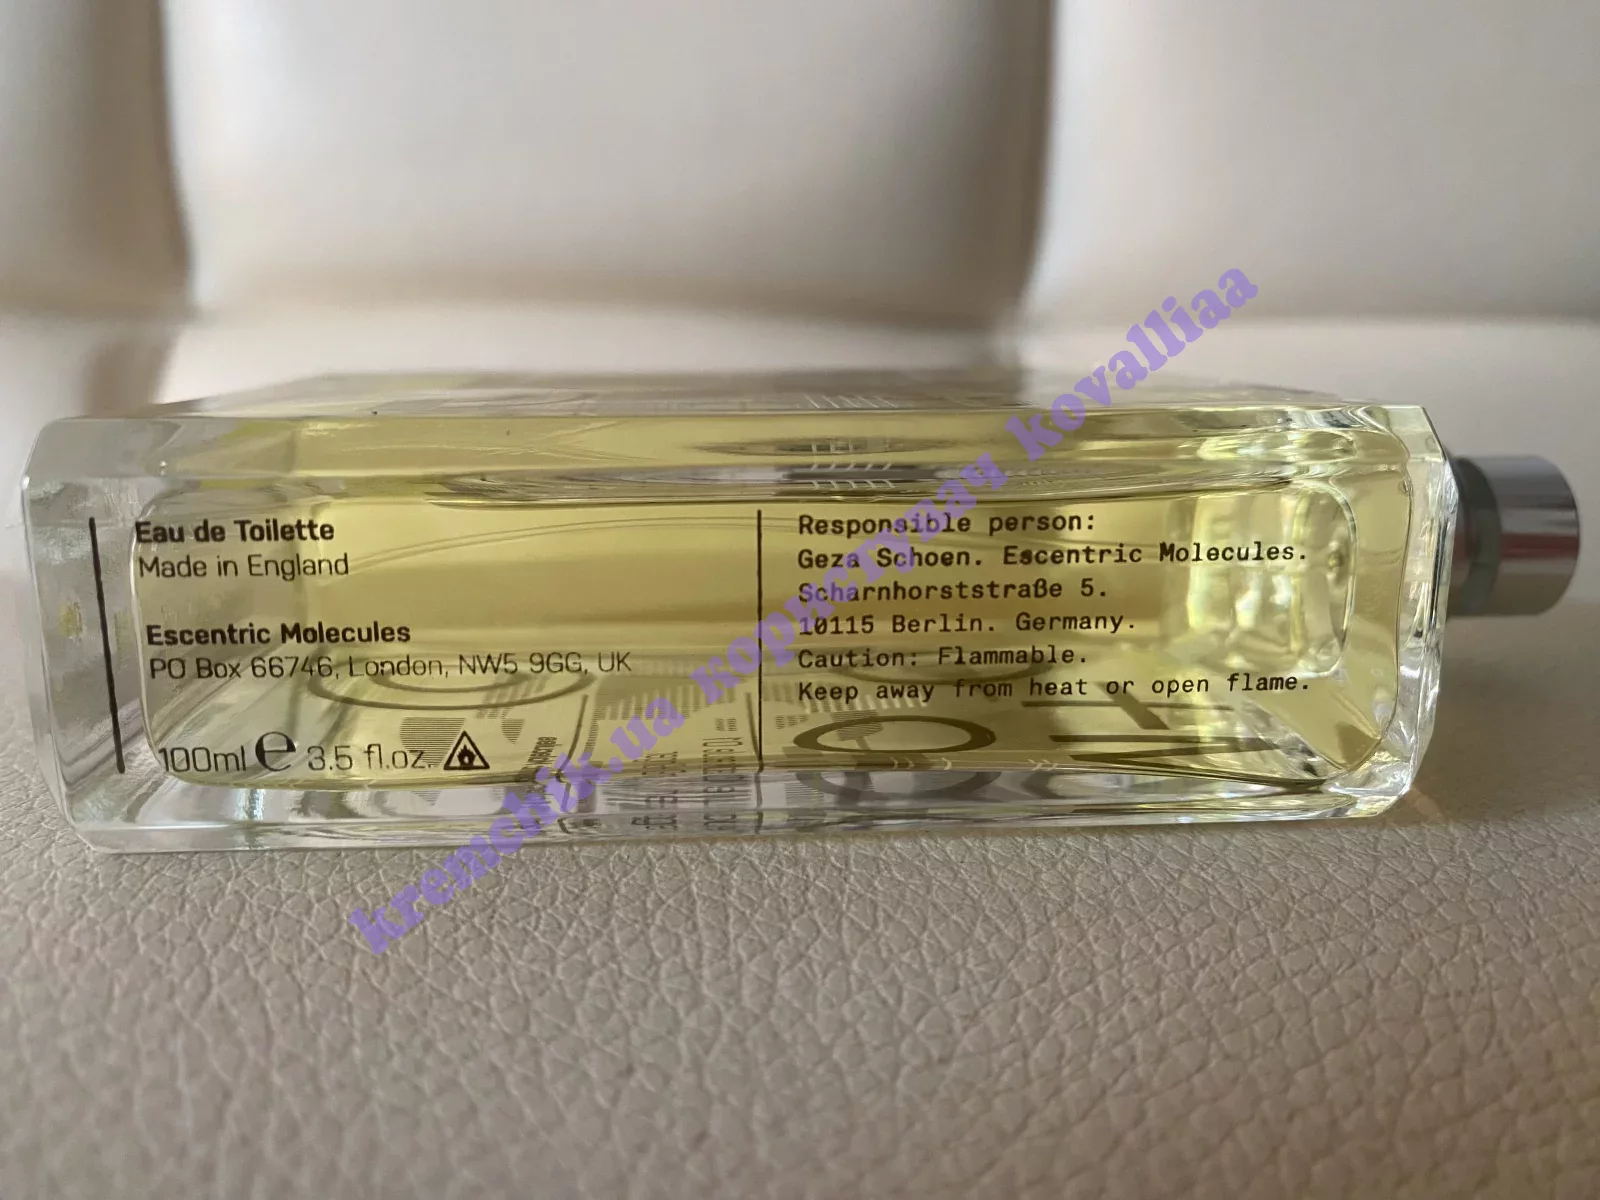 Eau de Toilette
Made in England
Escentric Molecules
PO Box 66746, London, NW5 9GG, UK
100ml e 3.5 fl.oz.
Responsible person:
Geza Schoen. Escentric Molecules.
Scharnhorststraße 5.
10115 Berlin. Germany.
Caution: Flammable.
Keep away from heat or open flame.
kremchik.ua користувач kovalliaa